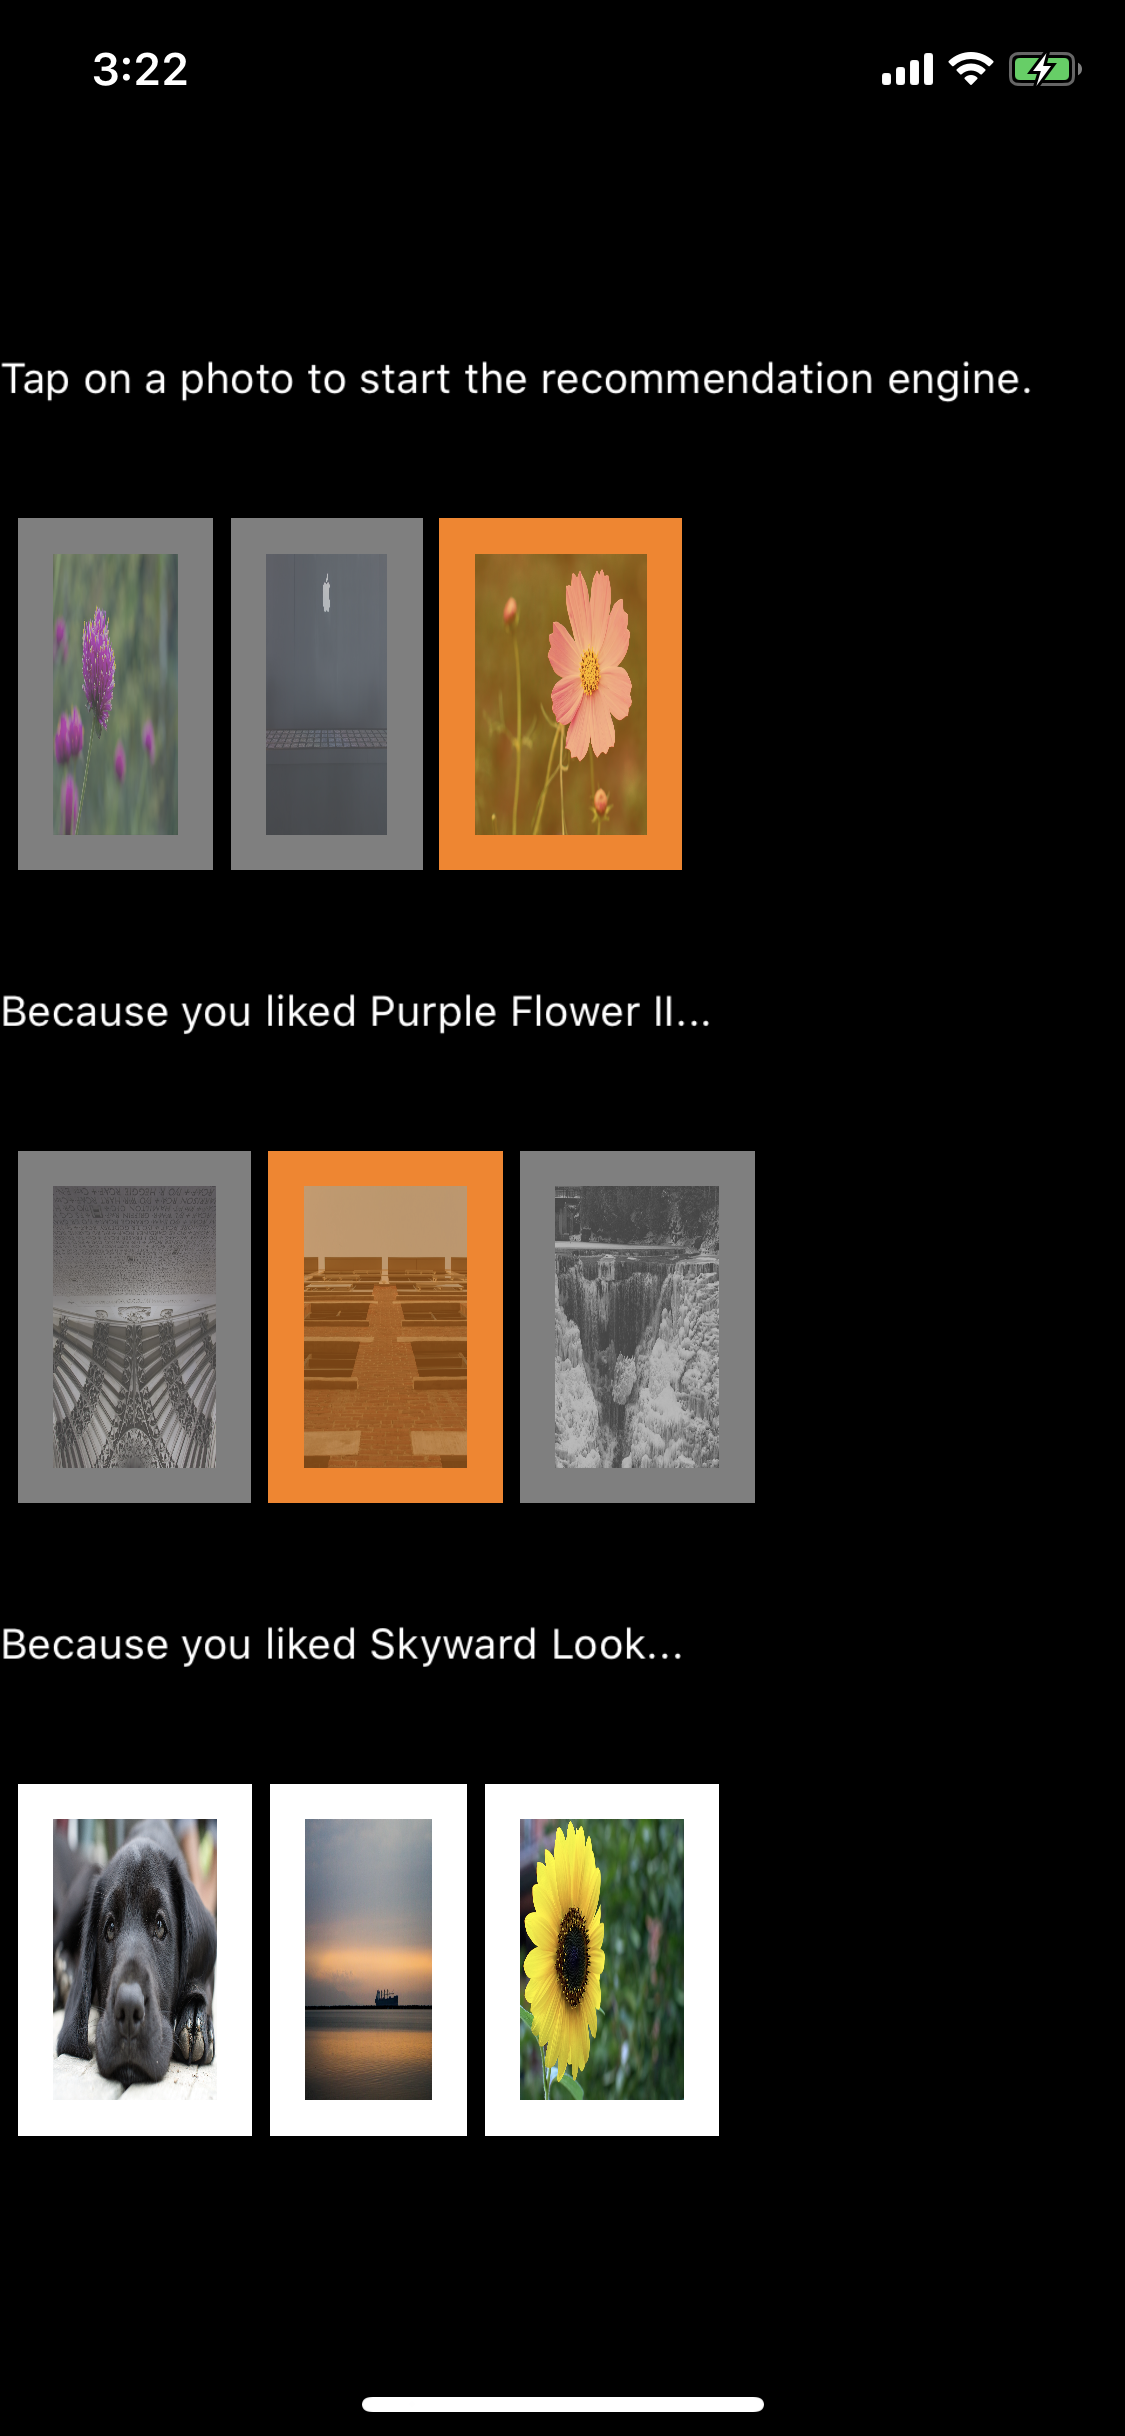 3:22
Tap on a photo to start the recommendation engine.
Because you liked Purple Flower II...
Because you liked Skyward Look...